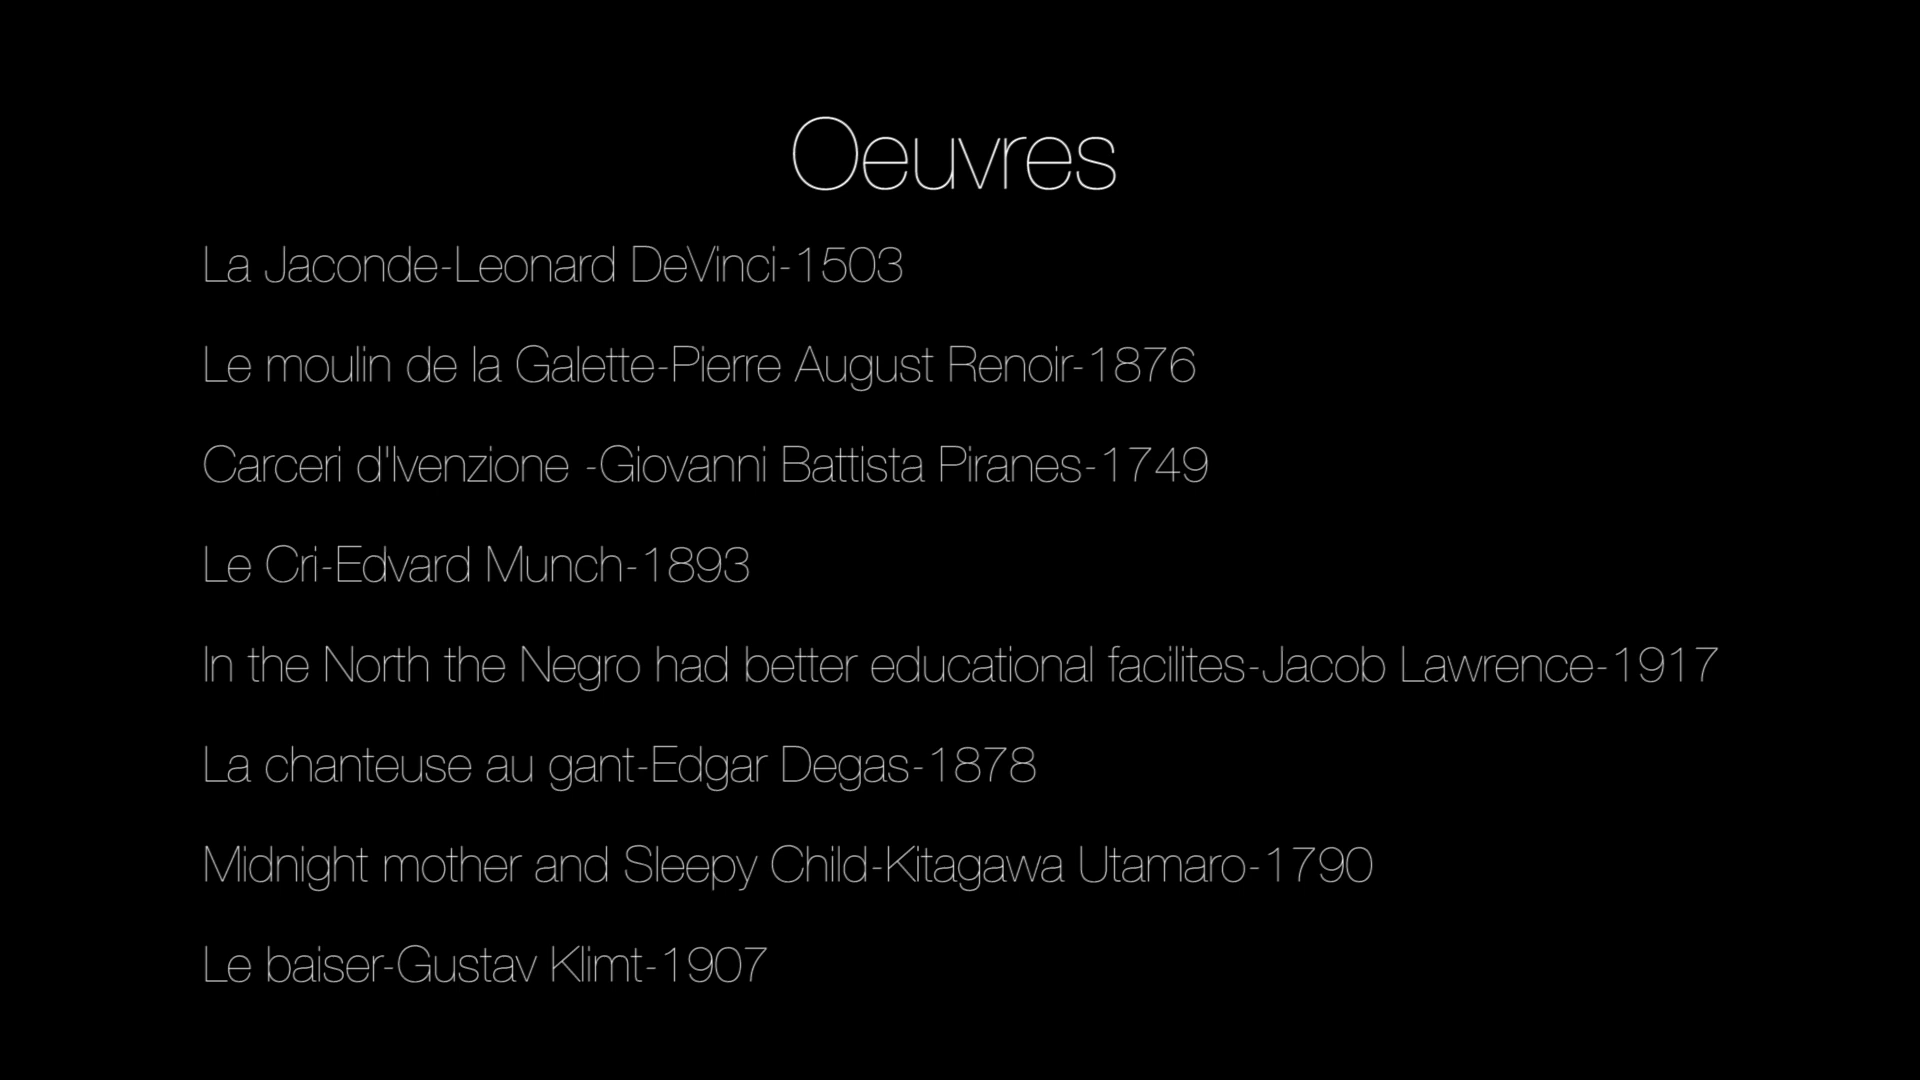 Oeuvres
La Jaconde-Leonard DeVinci-1503
Le moulin de la Galette-Pierre August Renoir-1876
Carceri d'Ivenzione -Giovanni Battista Piranes-1749
Le Cri-Edvard Munch-1893
In the North the Negro had better educational facilites-Jacob Lawrence-1917
La chanteuse au gant-Edgar Degas-1878
Midnight mother and Sleepy Child-Kitagawa Utamaro-1790
Le baiser-Gustav Klimt-1907